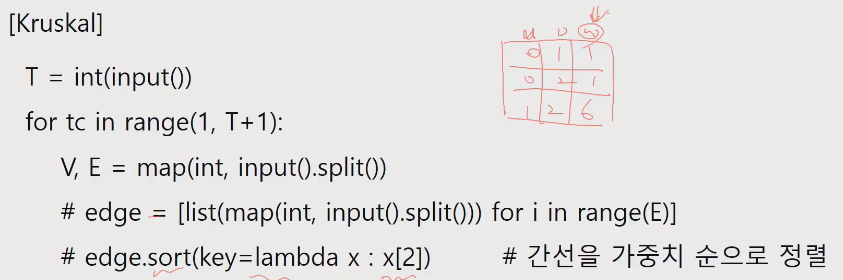 [Kruskal]
u v w
0 1 1
T = int(input())
0 2 1
for tc in range(1, T+1):
1 2 6
V, E = map(int, input().split())
# edge = [list(map(int, input().split())) for i in range(E)]
# edge.sort(key=lambda x : x[2]) # 간선을 가중치 순으로 정렬